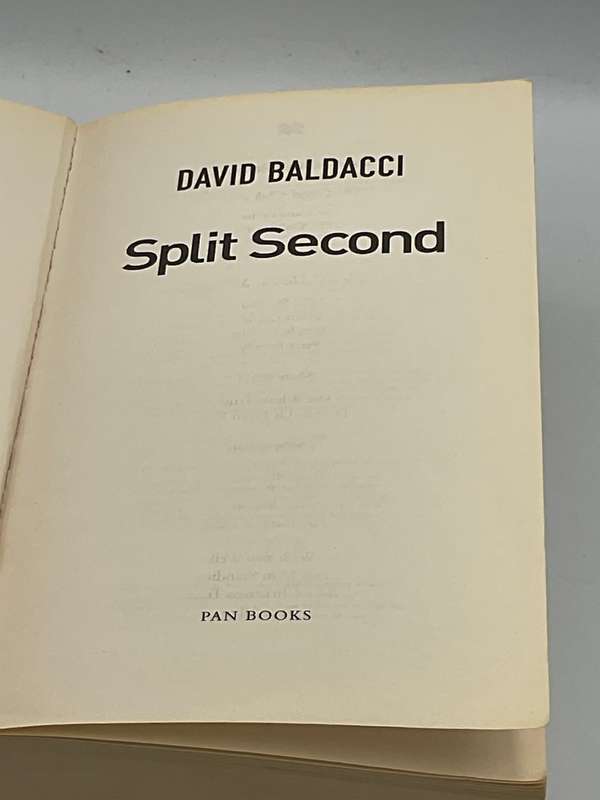 DAVID BALDACCI
Split Second
PAN BOOKS